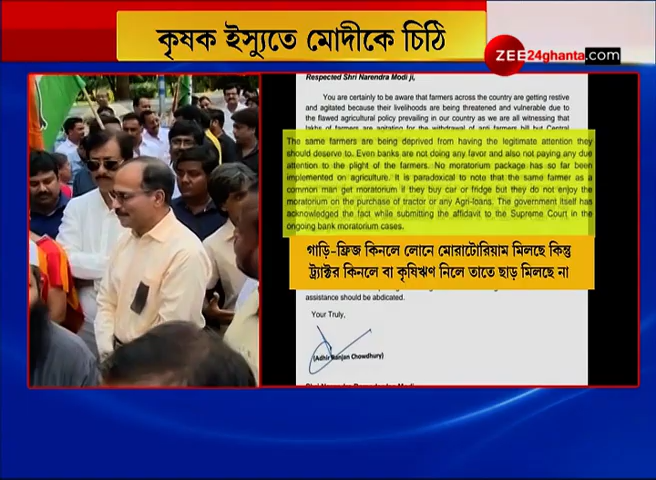 কৃষক ইস্যুতে মোদীকে চিঠি
ZEE24ghanta.com
Respected Shri Narendra Modi ji,
You are certainly to be aware that farmers across the country are getting restive
and agitated because their livelihoods are being threatened and vulnerable due to
the flawed agricultural policy prevailing in our country as we are all witnessing that
lakhs of farmers are agitating for the withdrawal of anti farmers bill but Central
The same farmers are being deprived from having the legitimate attention they
should deserve to. Even banks are not doing any favor and also not paying any due
attention to the plight of the farmers. No moratorium package has so far been
implemented on agriculture. It is paradoxical to note that the same farmer as a
common man get moratorium if they buy car or fridge but they do not enjoy the
moratorium on the purchase of tractor or any Agri-loans. The government itself has
acknowledged the fact while submitting the affidavit to the Supreme Court in the
ongoing bank moratorium cases.
গাড়ি-ফ্রিজ কিনলে লোনে মোরাটোরিয়াম মিলছে কিন্তু
ট্র্যাক্টর কিনলে বা কৃষিঋণ নিলে তাতে ছাড় মিলছে না
assistance should be abdicated.
Your Truly,
(Adhir Ranjan Chowdhury)
Shri Narendra Damodardas Modi